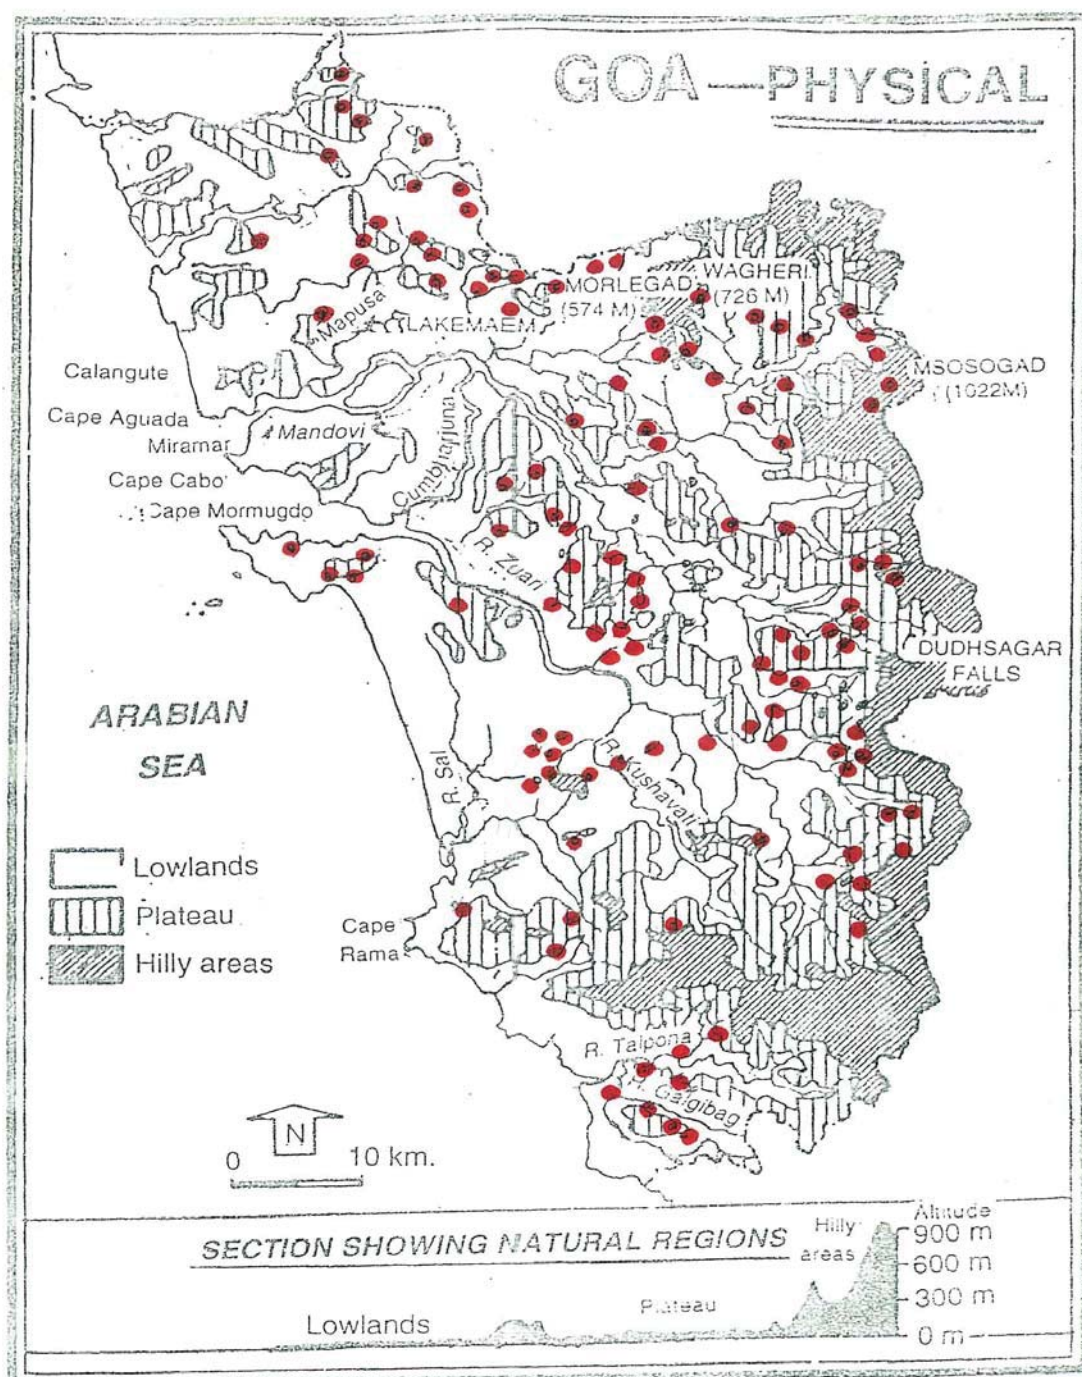 GOA — PHYSICAL
WAGHERI
(726 M)
MORLEGAD
(574 M)
LAKEMAEM
Mapusa
MSOSOGAD
(1022M)
Calangute
Cape Aguada
Miramar
Mandovi
Cumbharjuna
Cape Cabo
Cape Mormugdo
R. Zuari
DUDHSAGAR
FALLS
ARABIAN
SEA
R. Sal
R. Kushavati
Lowlands
Plateau
Hilly areas
Cape
Rama
R. Talpona
R. Galgibag
N
0 10 km.
SECTION SHOWING NATURAL REGIONS
Hilly
areas
Altitude
900 m
600 m
300 m
0 m
Plateau
Lowlands